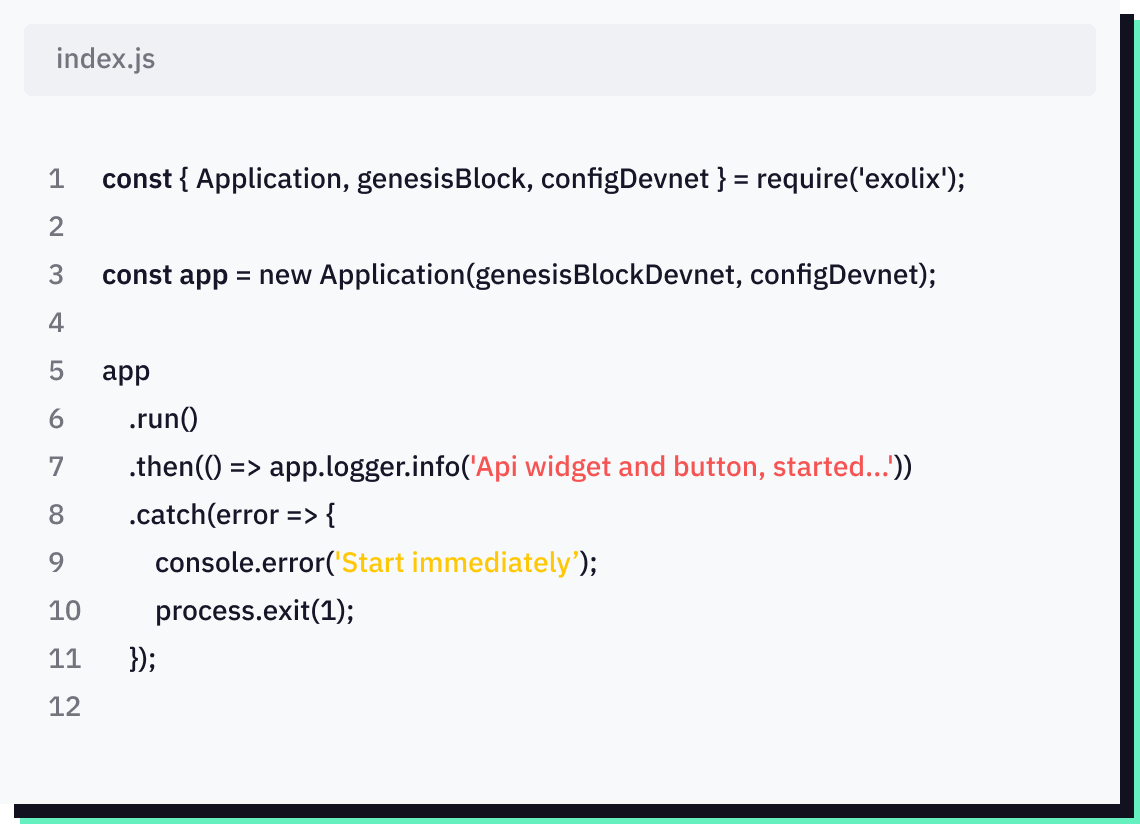 index.js
1 const { Application, genesisBlock, configDevnet } = require('exolix');
2
3 const app = new Application(genesisBlockDevnet, configDevnet);
4
5 app
6 .run()
7 .then(() => app.logger.info('Api widget and button, started...'))
8 .catch(error => {
9 console.error('Start immediately’);
10 process.exit(1);
11 });
12